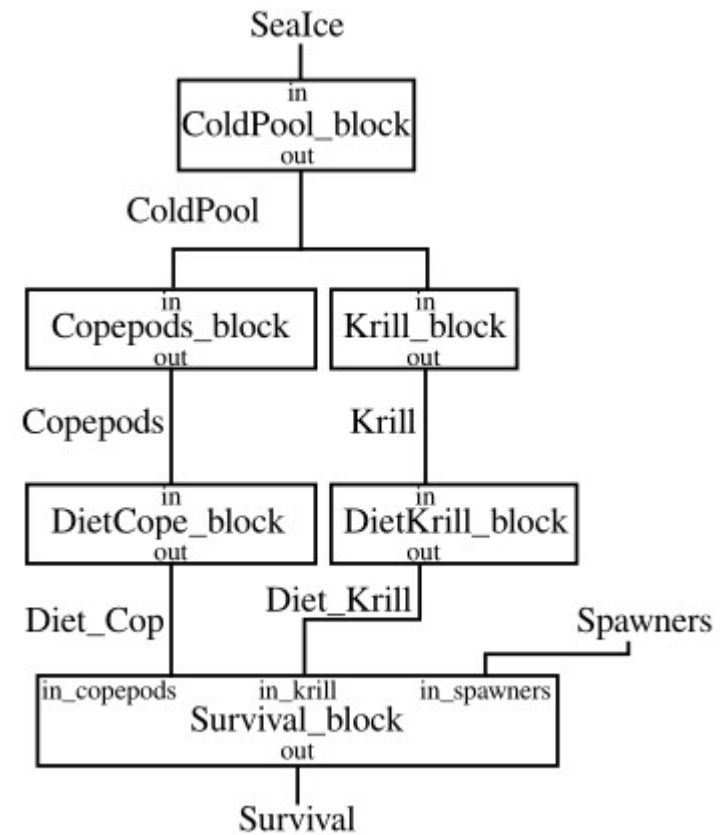 SeaIce
in
ColdPool_block
out
ColdPool
in
Copepods_block
out
in
Krill_block
out
Copepods
Krill
in
DietCope_block
out
in
DietKrill_block
out
Diet_Cop
Diet_Krill
Spawners
in_copepods in_krill in_spawners
Survival_block
out
Survival